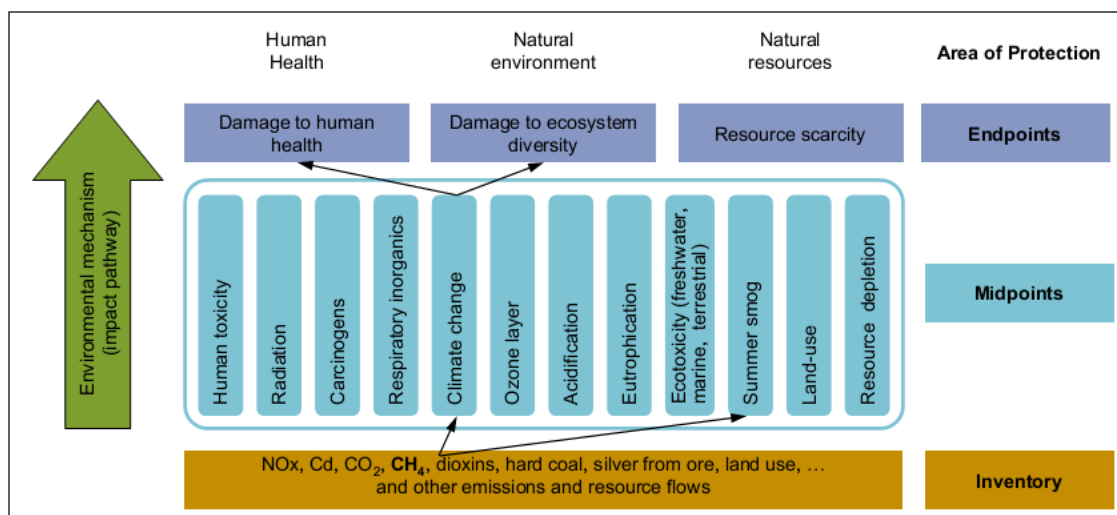 Human
Health
Natural
environment
Natural
resources
Area of Protection
Damage to human
health
Damage to ecosystem
diversity
Resource scarcity
Endpoints
Environmental mechanism
(impact pathway)
Human toxicity
Radiation
Carcinogens
Respiratory inorganics
Climate change
Ozone layer
Acidification
Eutrophication
Ecotoxicity (freshwater,
marine, terrestrial)
Summer smog
Land-use
Resource depletion
Midpoints
NOx, Cd, CO₂, CH₄, dioxins, hard coal, silver from ore, land use, …
and other emissions and resource flows
Inventory